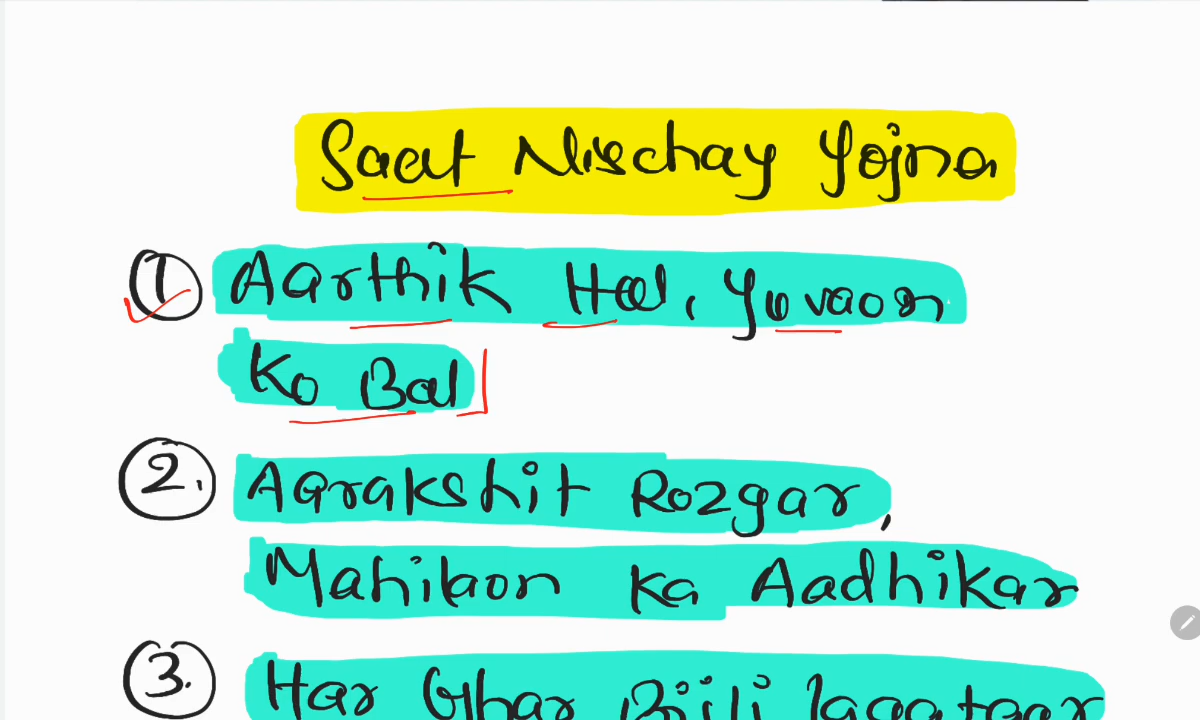 Saat Nischay Yojna
1 Aarthik Hal, Yuvaon
Ko Bal
2. Aarakshit Rozgar,
Mahilaon Ka Aadhikar
3. Har Ghar Bijli lagataar